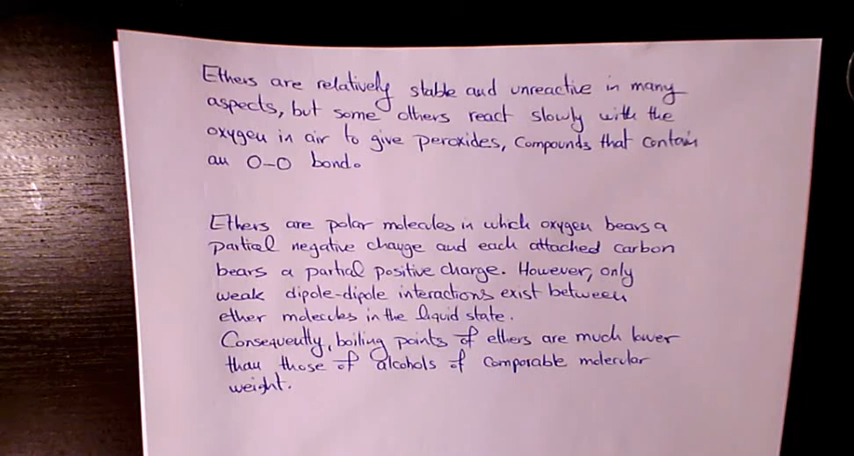 Ethers are relatively stable and unreactive in many
aspects, but some ethers react slowly with the
oxygen in air to give peroxides, compounds that contain
an O-O bond.
Ethers are polar molecules in which oxygen bears a
partial negative charge and each attached carbon
bears a partial positive charge. However, only
weak dipole-dipole interactions exist between
ether molecules in the liquid state.
Consequently, boiling points of ethers are much lower
than those of alcohols of comparable molecular
weight.